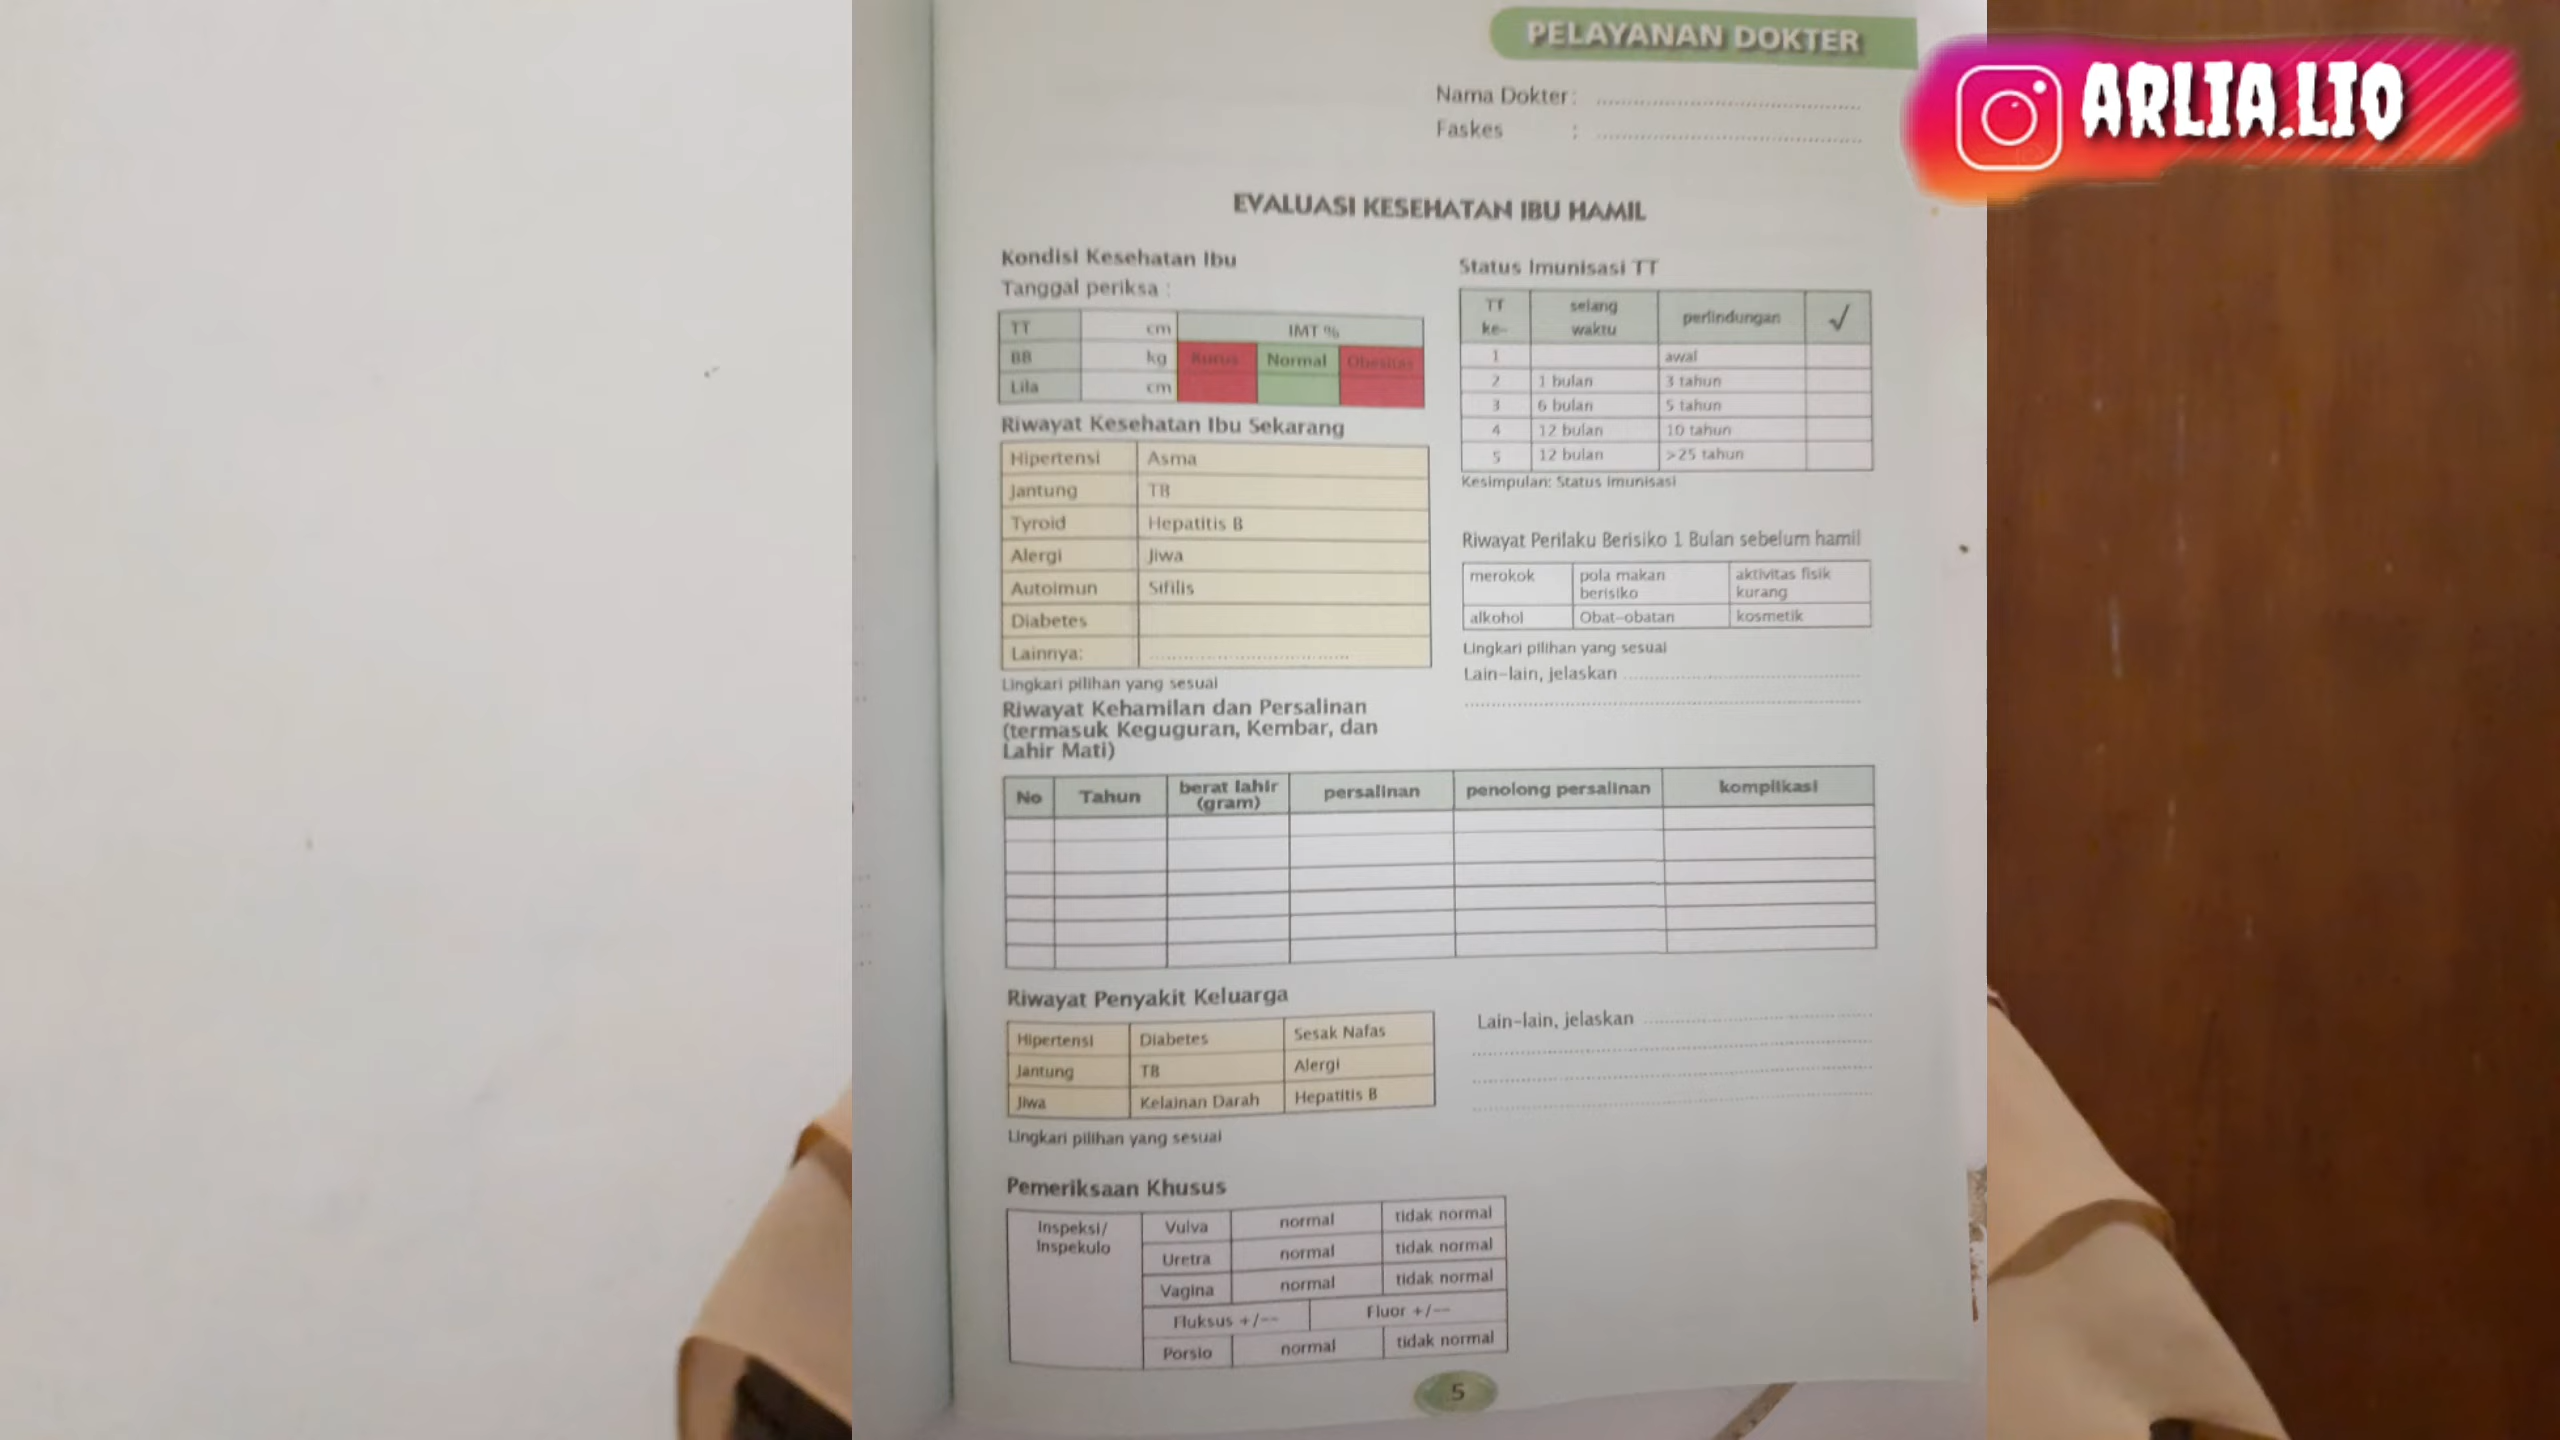 PELAYANAN DOKTER
ARLIA.LIO
Nama Dokter :
Faskes :
EVALUASI KESEHATAN IBU HAMIL
Kondisi Kesehatan Ibu
Tanggal periksa :
TT cm IMT %
BB kg Kurus Normal Obesitas
Lila cm
Riwayat Kesehatan Ibu Sekarang
Hipertensi Asma
Jantung TB
Tyroid Hepatitis B
Alergi Jiwa
Autoimun Sifilis
Diabetes
Lainnya:
Lingkari pilihan yang sesuai
Status Imunisasi TT
TT ke- selang waktu perlindungan √
1 awal
2 1 bulan 3 tahun
3 6 bulan 5 tahun
4 12 bulan 10 tahun
5 12 bulan >25 tahun
Kesimpulan: Status imunisasi
Riwayat Perilaku Berisiko 1 Bulan sebelum hamil
merokok pola makan berisiko aktivitas fisik kurang
alkohol Obat-obatan kosmetik
Lingkari pilihan yang sesuai
Lain-lain, jelaskan
Riwayat Kehamilan dan Persalinan
(termasuk Keguguran, Kembar, dan
Lahir Mati)
No Tahun berat lahir (gram) persalinan penolong persalinan komplikasi
Riwayat Penyakit Keluarga
Hipertensi Diabetes Sesak Nafas
Jantung TB Alergi
Jiwa Kelainan Darah Hepatitis B
Lingkari pilihan yang sesuai
Lain-lain, jelaskan
Pemeriksaan Khusus
Inspeksi/ Inspekulo Vulva normal tidak normal
Uretra normal tidak normal
Vagina normal tidak normal
Fluksus +/-- Fluor +/--
Porsio normal tidak normal
5